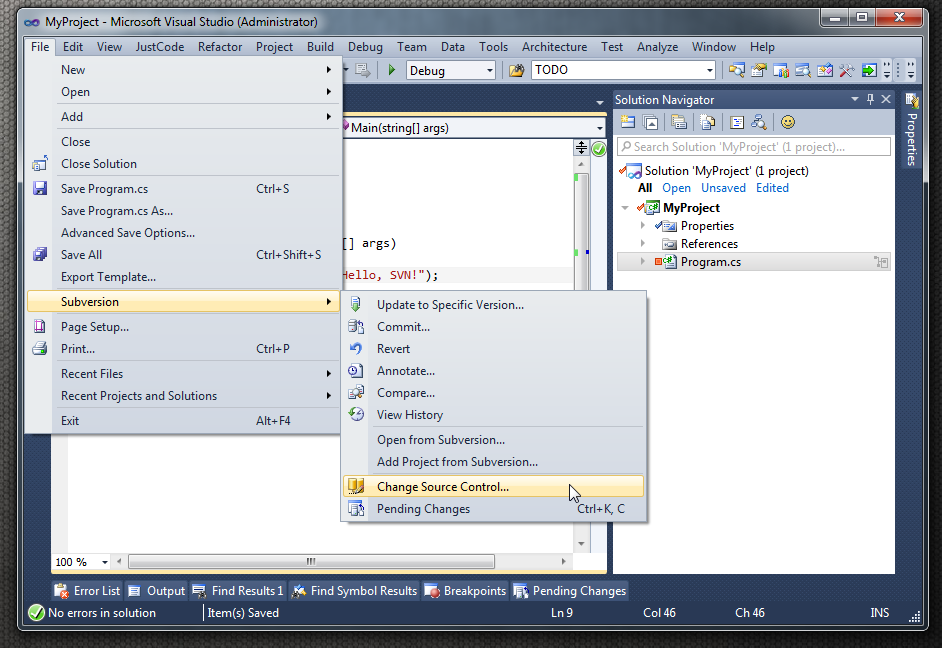 MyProject - Microsoft Visual Studio (Administrator)
File Edit View JustCode Refactor Project Build Debug Team Data Tools Architecture Test Analyze Window Help
Debug TODO
New
Open
Add
Close
Close Solution
Save Program.cs Ctrl+S
Save Program.cs As...
Advanced Save Options...
Save All Ctrl+Shift+S
Export Template...
Subversion
Page Setup...
Print... Ctrl+P
Recent Files
Recent Projects and Solutions
Exit Alt+F4
Main(string[] args)
[] args)
Hello, SVN!");
Update to Specific Version...
Commit...
Revert
Annotate...
Compare...
View History
Open from Subversion...
Add Project from Subversion...
Change Source Control...
Pending Changes Ctrl+K, C
Solution Navigator
Search Solution 'MyProject' (1 project)...
Solution 'MyProject' (1 project)
All Open Unsaved Edited
MyProject
Properties
References
Program.cs
Properties
100 %
Error List Output Find Results 1 Find Symbol Results Breakpoints Pending Changes
No errors in solution Item(s) Saved Ln 9 Col 46 Ch 46 INS